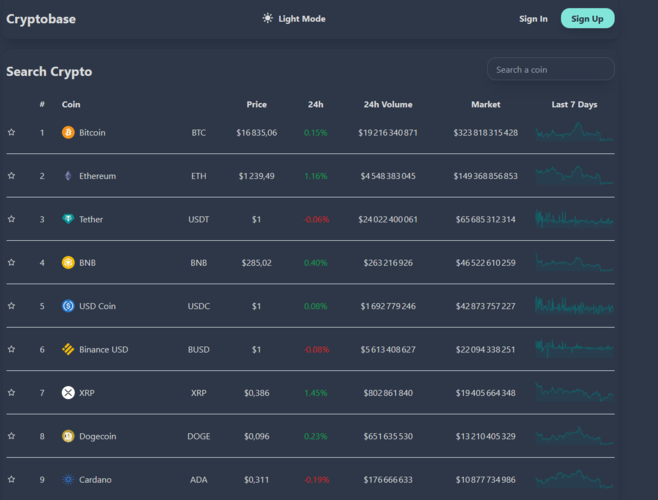 Cryptobase Light Mode Sign In Sign Up
Search Crypto Search a coin
# Coin Price 24h 24h Volume Market Last 7 Days
1 Bitcoin BTC $16 835,06 0.15% $19 216 340 871 $323 818 315 428
2 Ethereum ETH $1 239,49 1.16% $4 548 383 045 $149 368 856 853
3 Tether USDT $1 -0.06% $24 022 400 061 $65 685 312 314
4 BNB BNB $285,02 0.40% $263 216 926 $46 522 610 259
5 USD Coin USDC $1 0.08% $1 692 779 246 $42 873 757 227
6 Binance USD BUSD $1 -0.08% $5 613 408 627 $22 094 338 251
7 XRP XRP $0,386 1.45% $802 861 840 $19 405 664 348
8 Dogecoin DOGE $0,096 0.23% $651 635 530 $13 210 405 329
9 Cardano ADA $0,311 -0.19% $176 666 633 $10 877 734 986